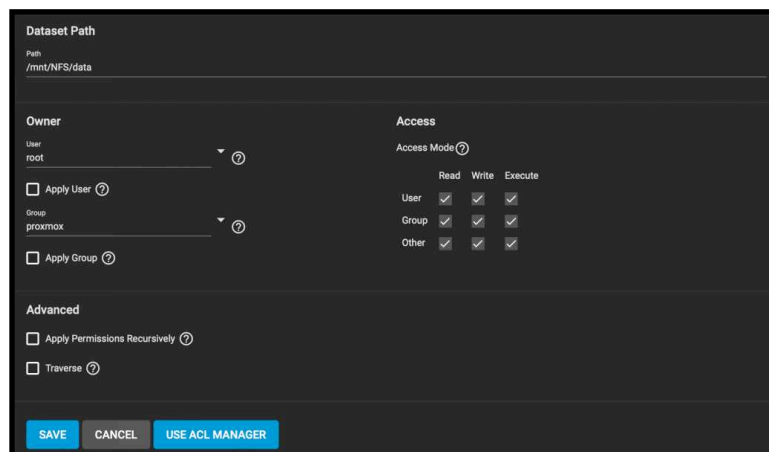 Dataset Path
Path
/mnt/NFS/data
Owner
User
root
Apply User
Group
proxmox
Apply Group
Access
Access Mode
Read Write Execute
User
Group
Other
Advanced
Apply Permissions Recursively
Traverse
SAVE CANCEL USE ACL MANAGER